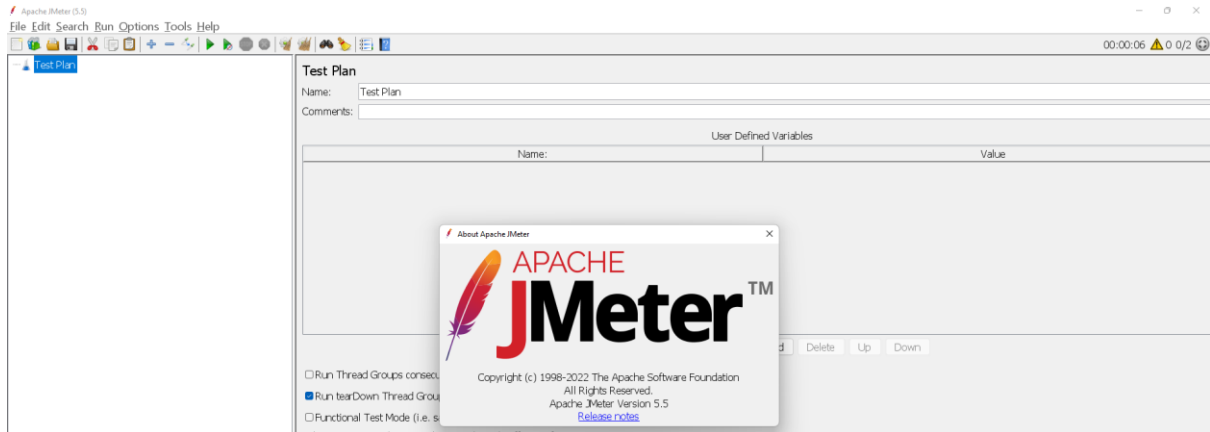 Apache JMeter (5.5)
File Edit Search Run Options Tools Help
00:00:06 0 0/2
Test Plan
Test Plan
Name: Test Plan
Comments:
User Defined Variables
Name: Value
About Apache JMeter
APACHE
JMeter™
Delete Up Down
Run Thread Groups
Copyright (c) 1998-2022 The Apache Software Foundation
All Rights Reserved.
Run tearDown Thread
Apache JMeter Version 5.5
Functional Test Mode (i.e.
Release notes